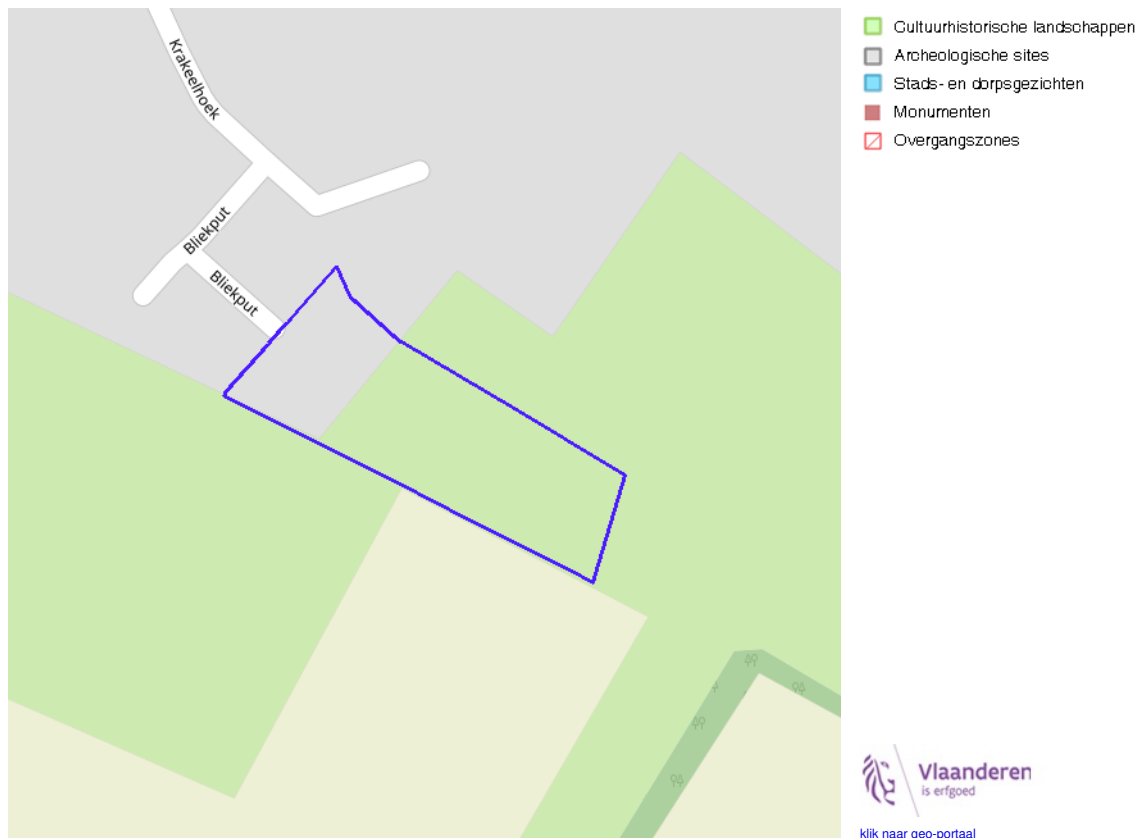 Krakeelhoek
Bliekput
Bliekput
Cultuurhistorische landschappen
Archeologische sites
Stads- en dorpsgezichten
Monumenten
Overgangszones
Vlaanderen
is erfgoed
klik naar geo-portaal